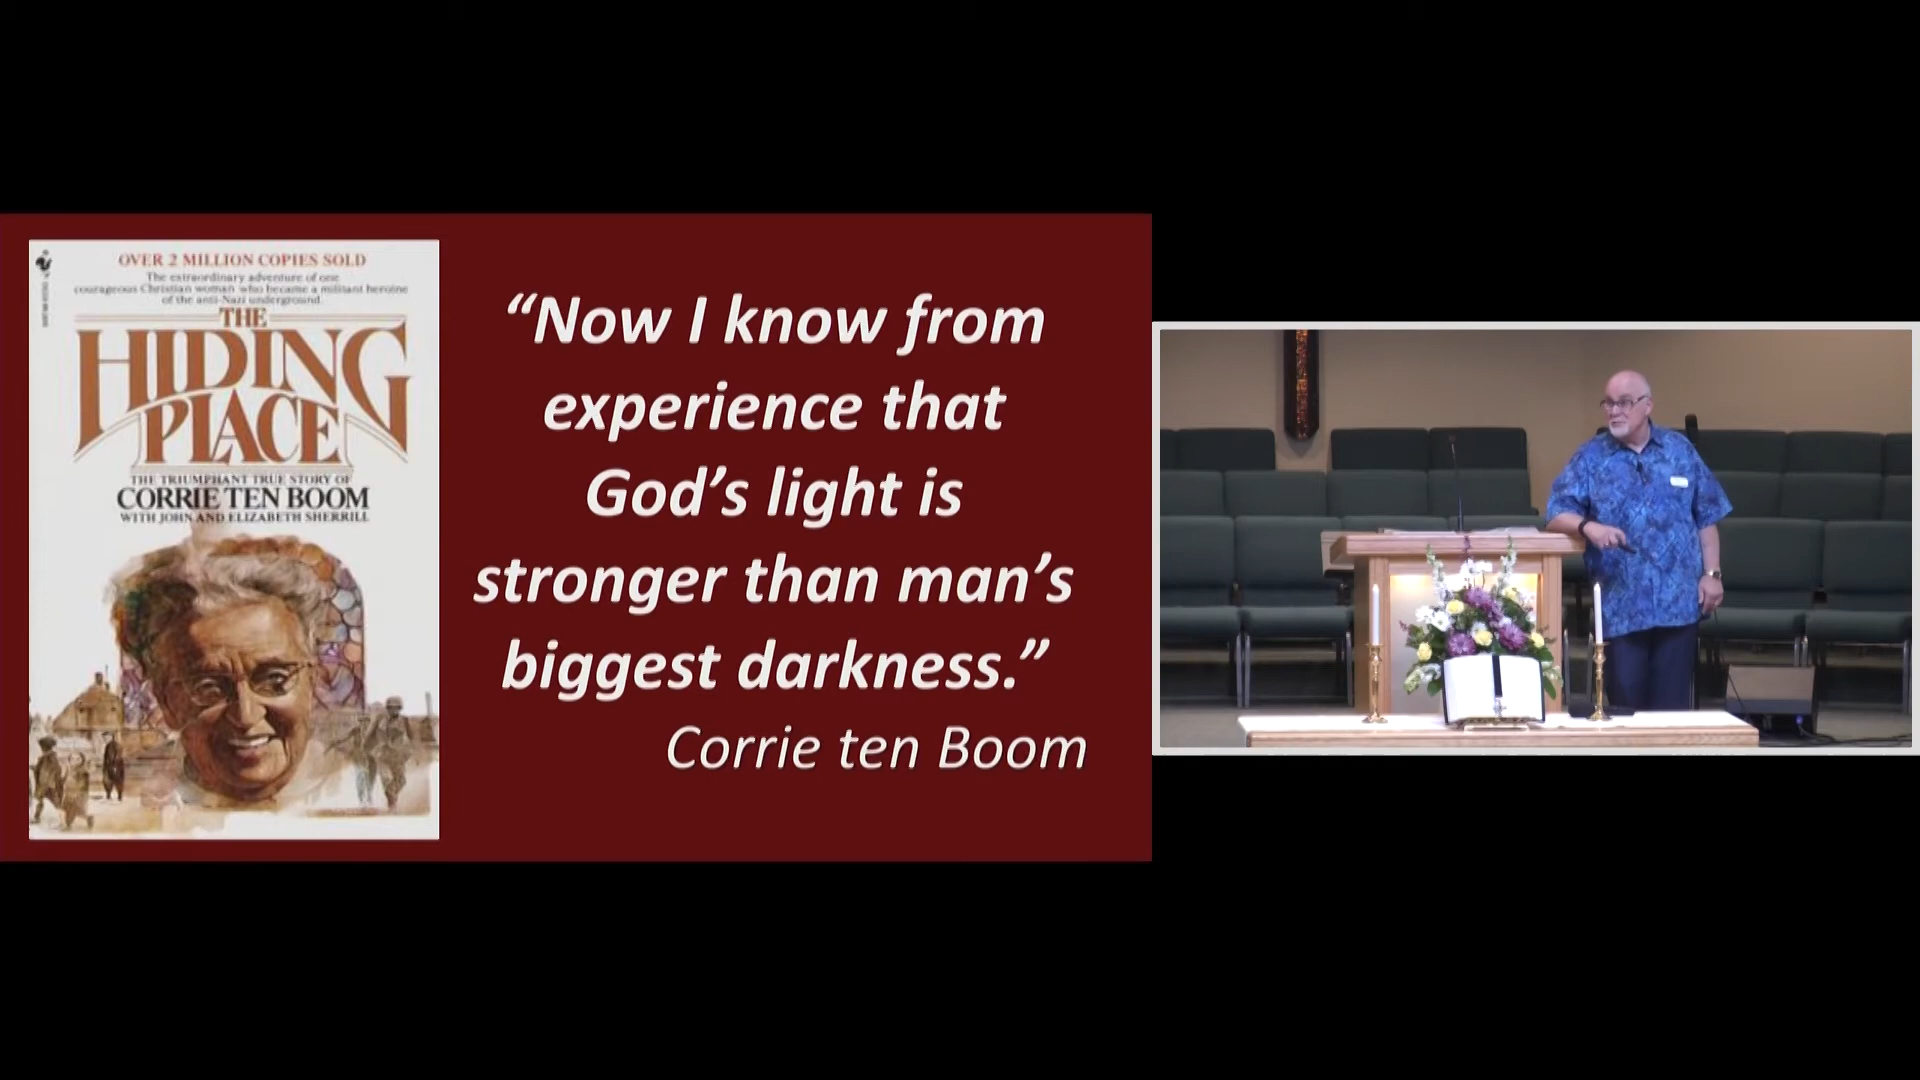 OVER 2 MILLION COPIES SOLD
The extraordinary adventure of one
courageous Christian woman who became a militant heroine
of the anti-Nazi underground.
THE
HIDING
PLACE
THE TRIUMPHANT TRUE STORY OF
CORRIE TEN BOOM
WITH JOHN AND ELIZABETH SHERRILL
“Now I know from
experience that
God’s light is
stronger than man’s
biggest darkness.”
Corrie ten Boom